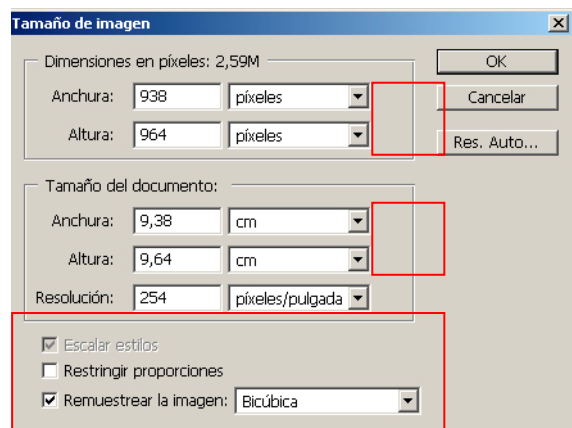 Tamaño de imagen
Dimensiones en píxeles: 2,59M
OK
Anchura: 938 píxeles
Cancelar
Altura: 964 píxeles
Res. Auto...
Tamaño del documento:
Anchura: 9,38 cm
Altura: 9,64 cm
Resolución: 254 píxeles/pulgada
Escalar estilos
Restringir proporciones
Remuestrear la imagen: Bicúbica